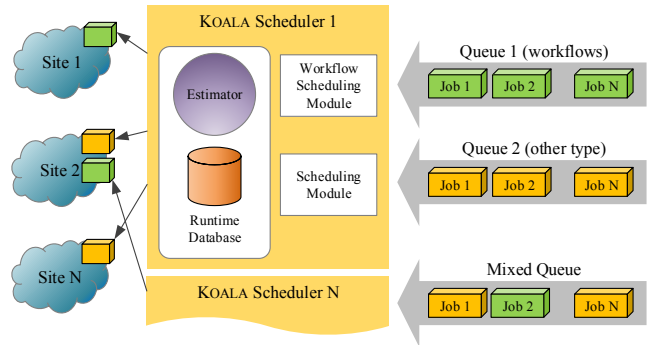 KOALA Scheduler 1
Site 1
Estimator
Workflow
Scheduling
Module
Queue 1 (workflows)
Job 1
Job 2
Job N
Site 2
Runtime
Database
Scheduling
Module
Queue 2 (other type)
Job 1
Job 2
Job N
Site N
KOALA Scheduler N
Mixed Queue
Job 1
Job 2
Job N